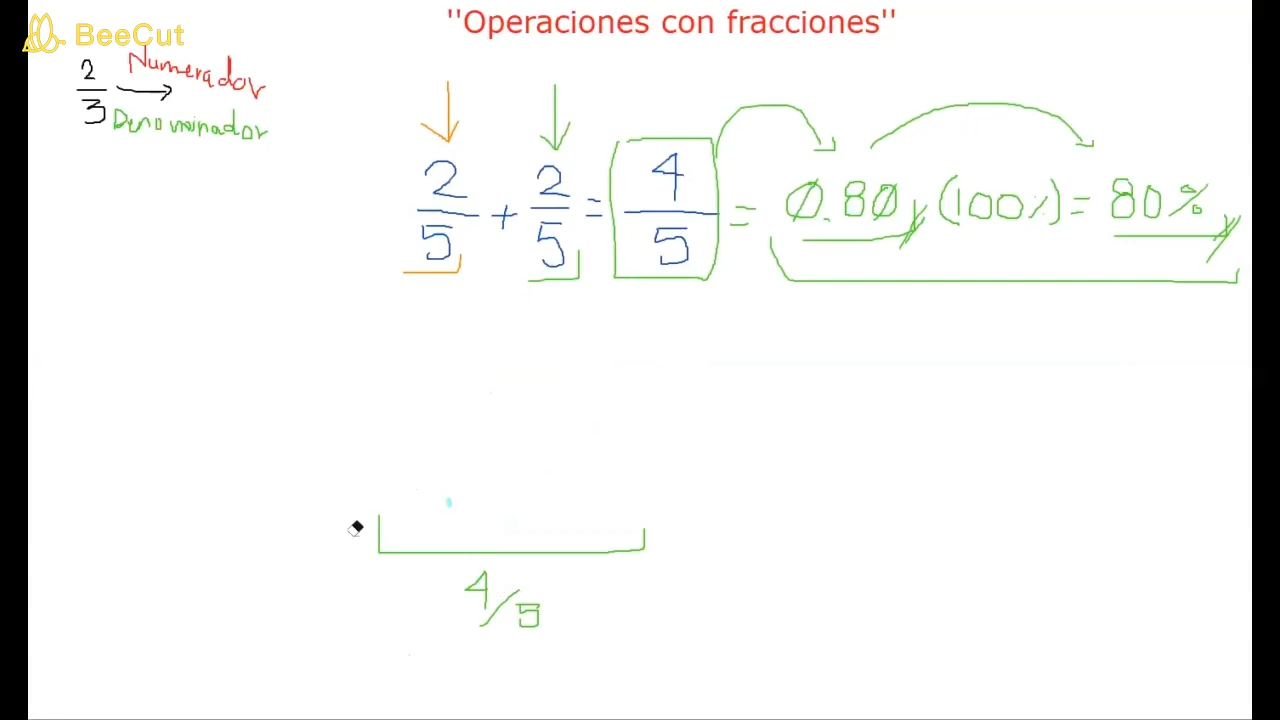 "Operaciones con fracciones"
BeeCut
2/3 Numerador
Denominador
2/5 + 2/5 = 4/5 = 0.80 (100%) = 80%
4/5